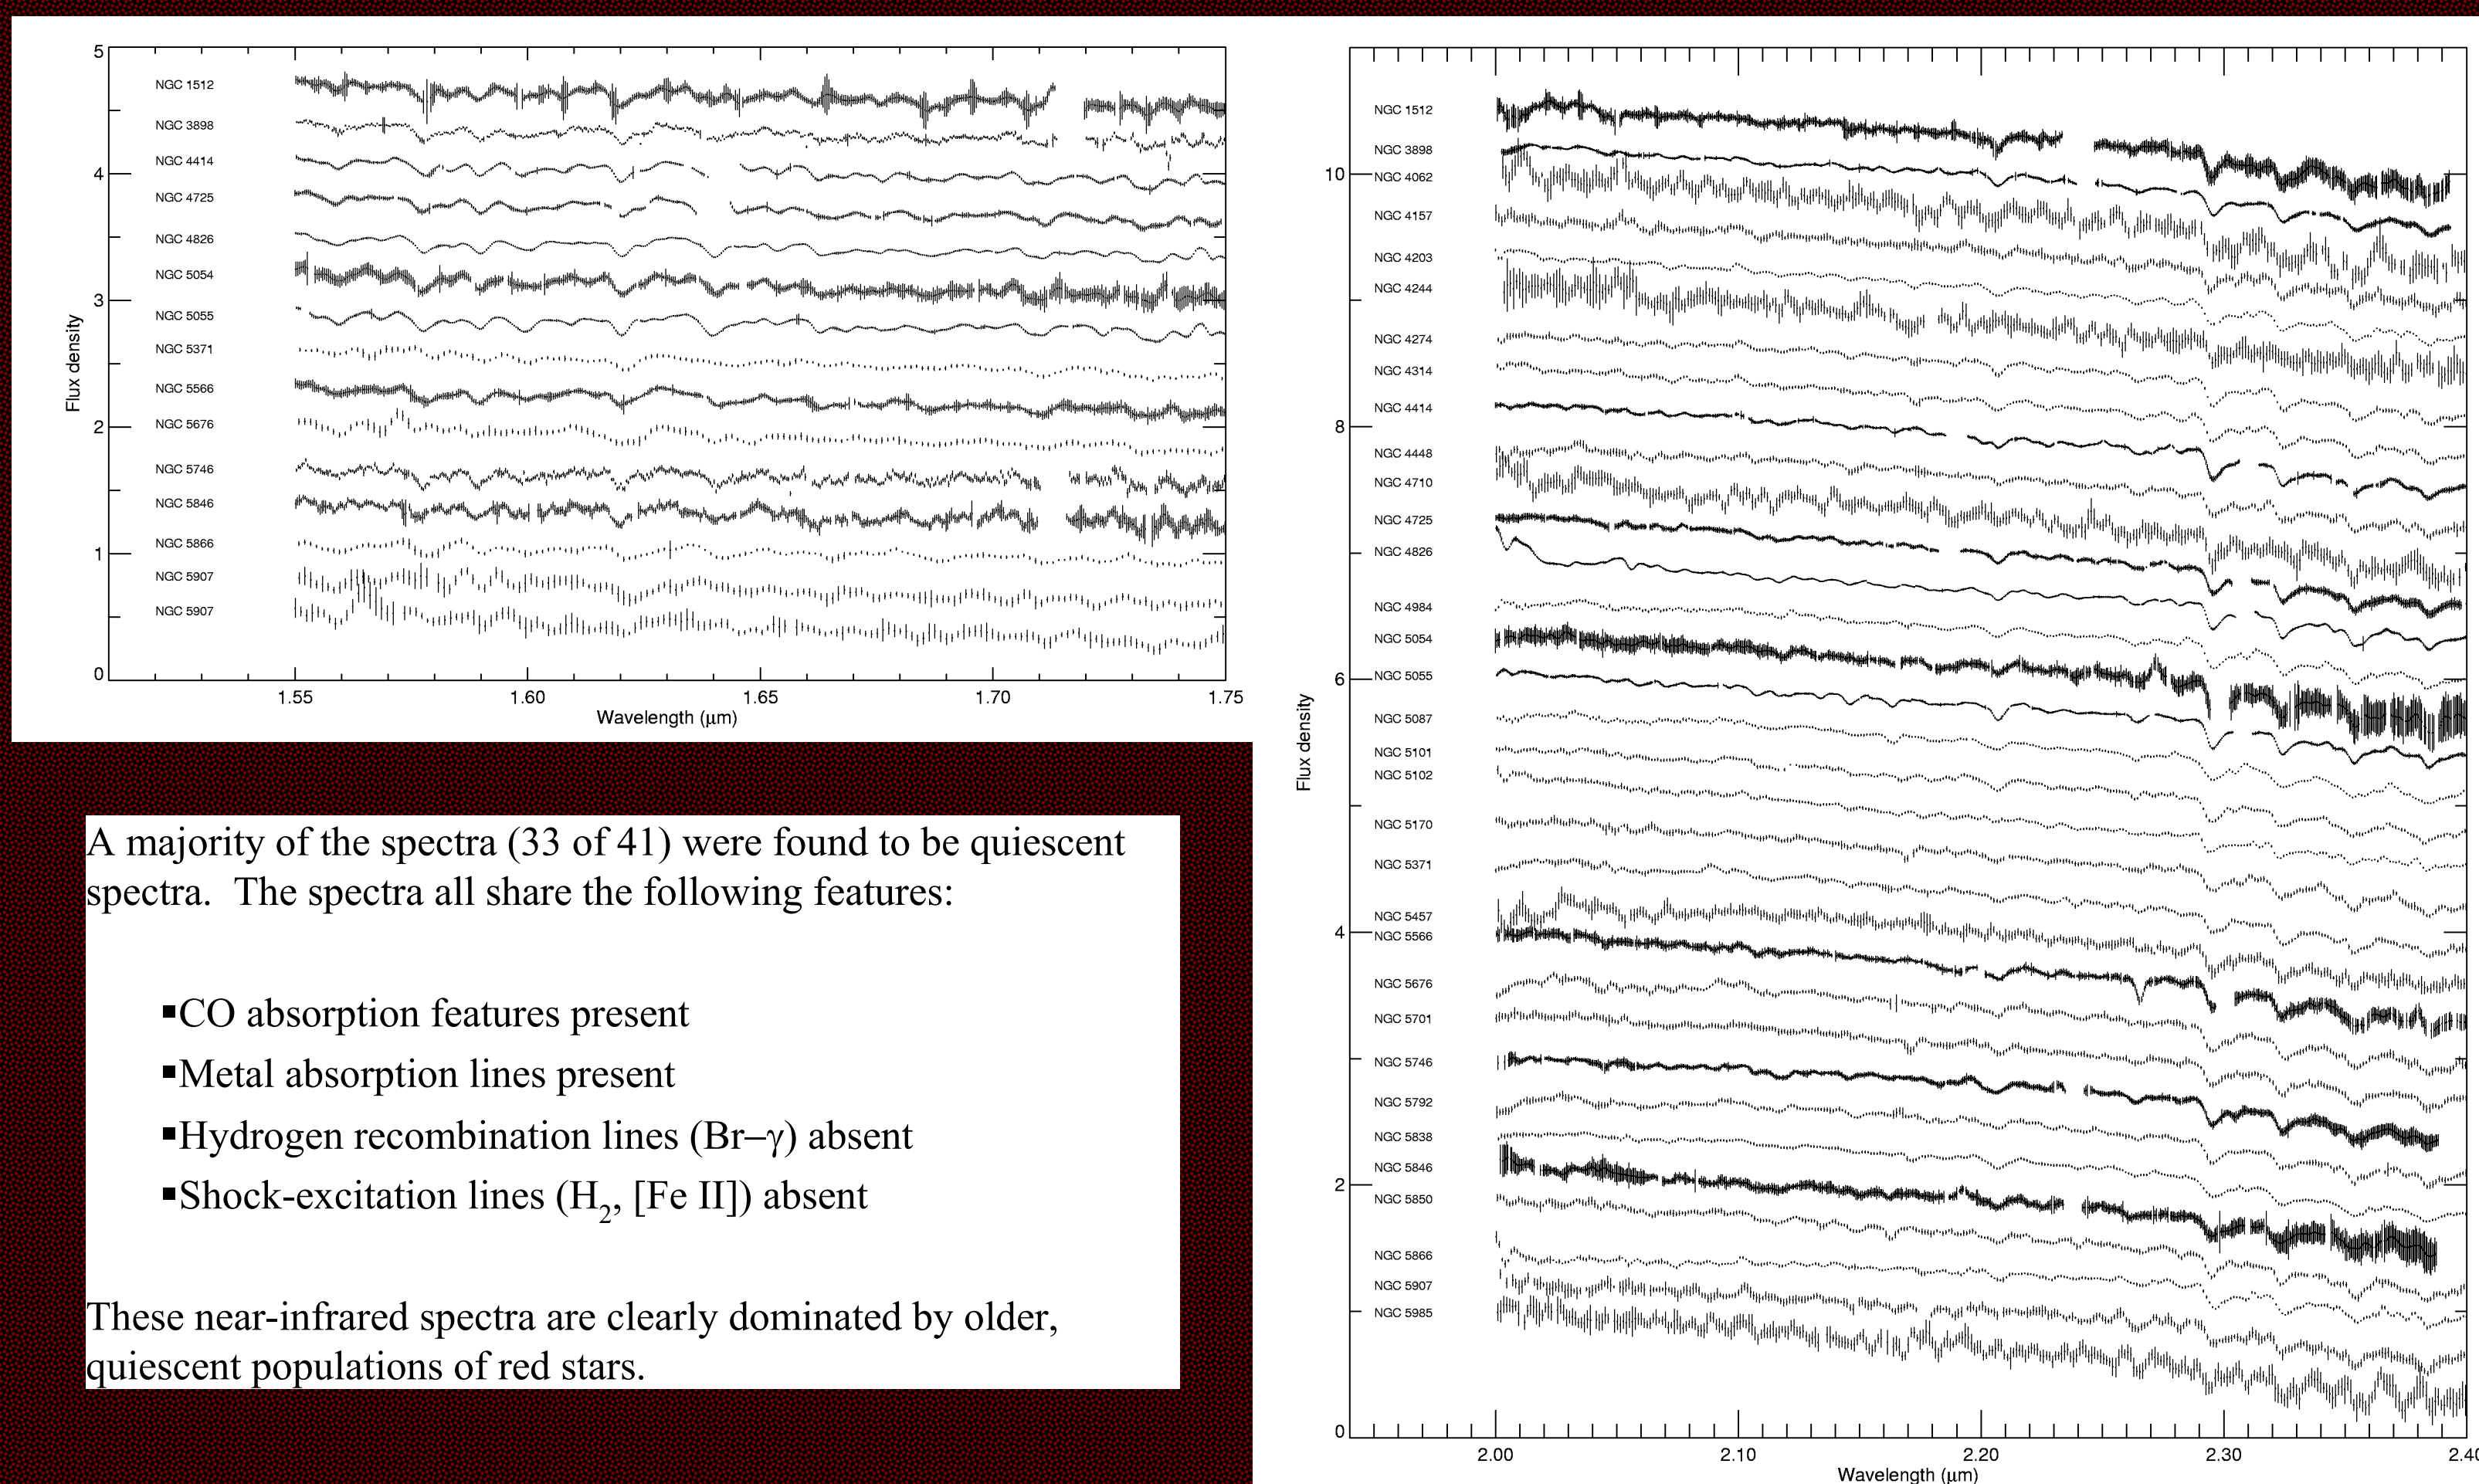 5
4
3
2
1
0
Flux density
NGC 1512
NGC 3898
NGC 4414
NGC 4725
NGC 4826
NGC 5054
NGC 5055
NGC 5371
NGC 5566
NGC 5676
NGC 5746
NGC 5846
NGC 5866
NGC 5907
NGC 5907
1.55 1.60 1.65 1.70 1.75
Wavelength (μm)
A majority of the spectra (33 of 41) were found to be quiescent
spectra. The spectra all share the following features:
▪CO absorption features present
▪Metal absorption lines present
▪Hydrogen recombination lines (Br–γ) absent
▪Shock-excitation lines (H2, [Fe II]) absent
These near-infrared spectra are clearly dominated by older,
quiescent populations of red stars.
10
8
6
4
2
0
Flux density
NGC 1512
NGC 3898
NGC 4062
NGC 4157
NGC 4203
NGC 4244
NGC 4274
NGC 4314
NGC 4414
NGC 4448
NGC 4710
NGC 4725
NGC 4826
NGC 4984
NGC 5054
NGC 5055
NGC 5087
NGC 5101
NGC 5102
NGC 5170
NGC 5371
NGC 5457
NGC 5566
NGC 5676
NGC 5701
NGC 5746
NGC 5792
NGC 5838
NGC 5846
NGC 5850
NGC 5866
NGC 5907
NGC 5985
2.00 2.10 2.20 2.30 2.40
Wavelength (μm)